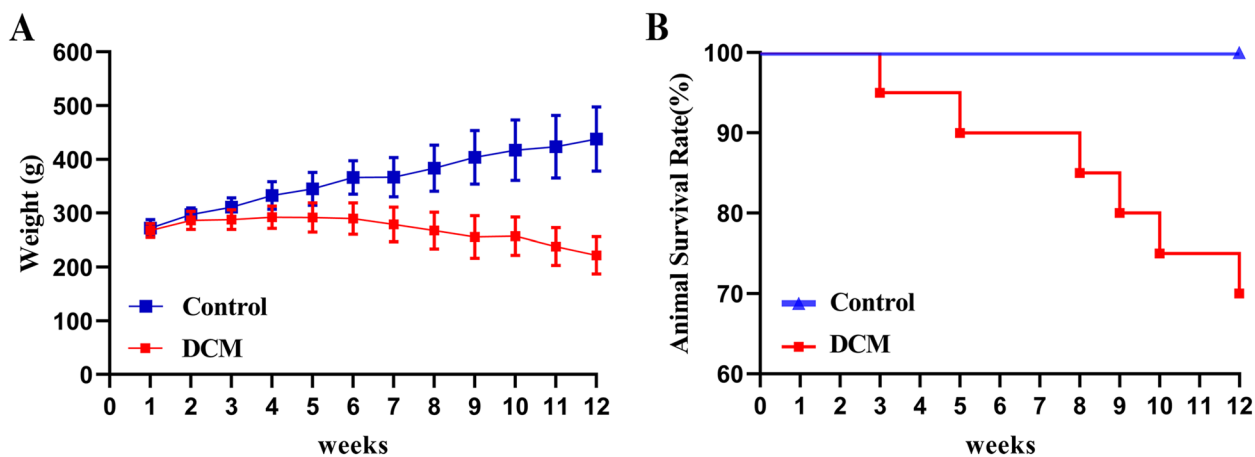 A
Weight (g)
600
500
400
300
200
100
0
Control
DCM
0 1 2 3 4 5 6 7 8 9 10 11 12
weeks
B
Animal Survival Rate(%)
100
90
80
70
60
Control
DCM
0 1 2 3 4 5 6 7 8 9 10 11 12
weeks